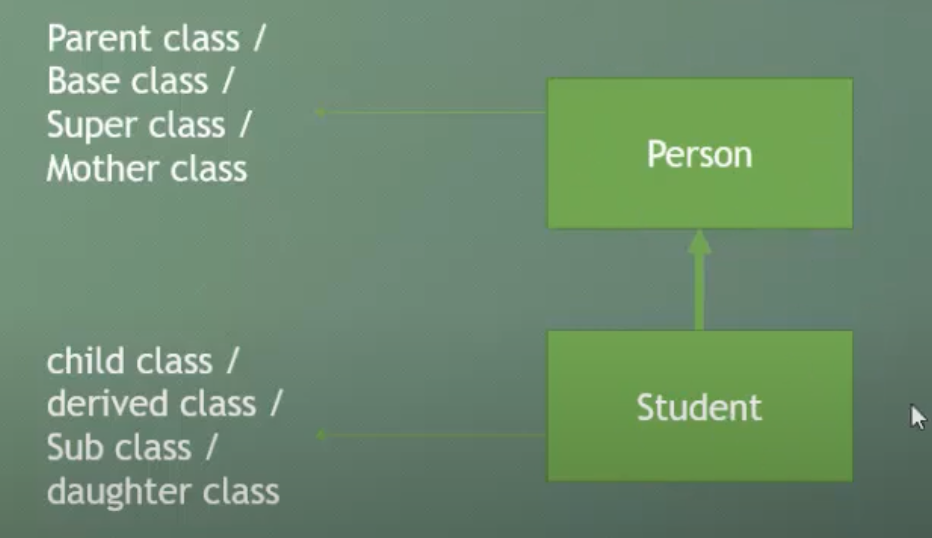 Parent class /
Base class /
Super class /
Mother class
Person
child class /
derived class /
Sub class /
daughter class
Student